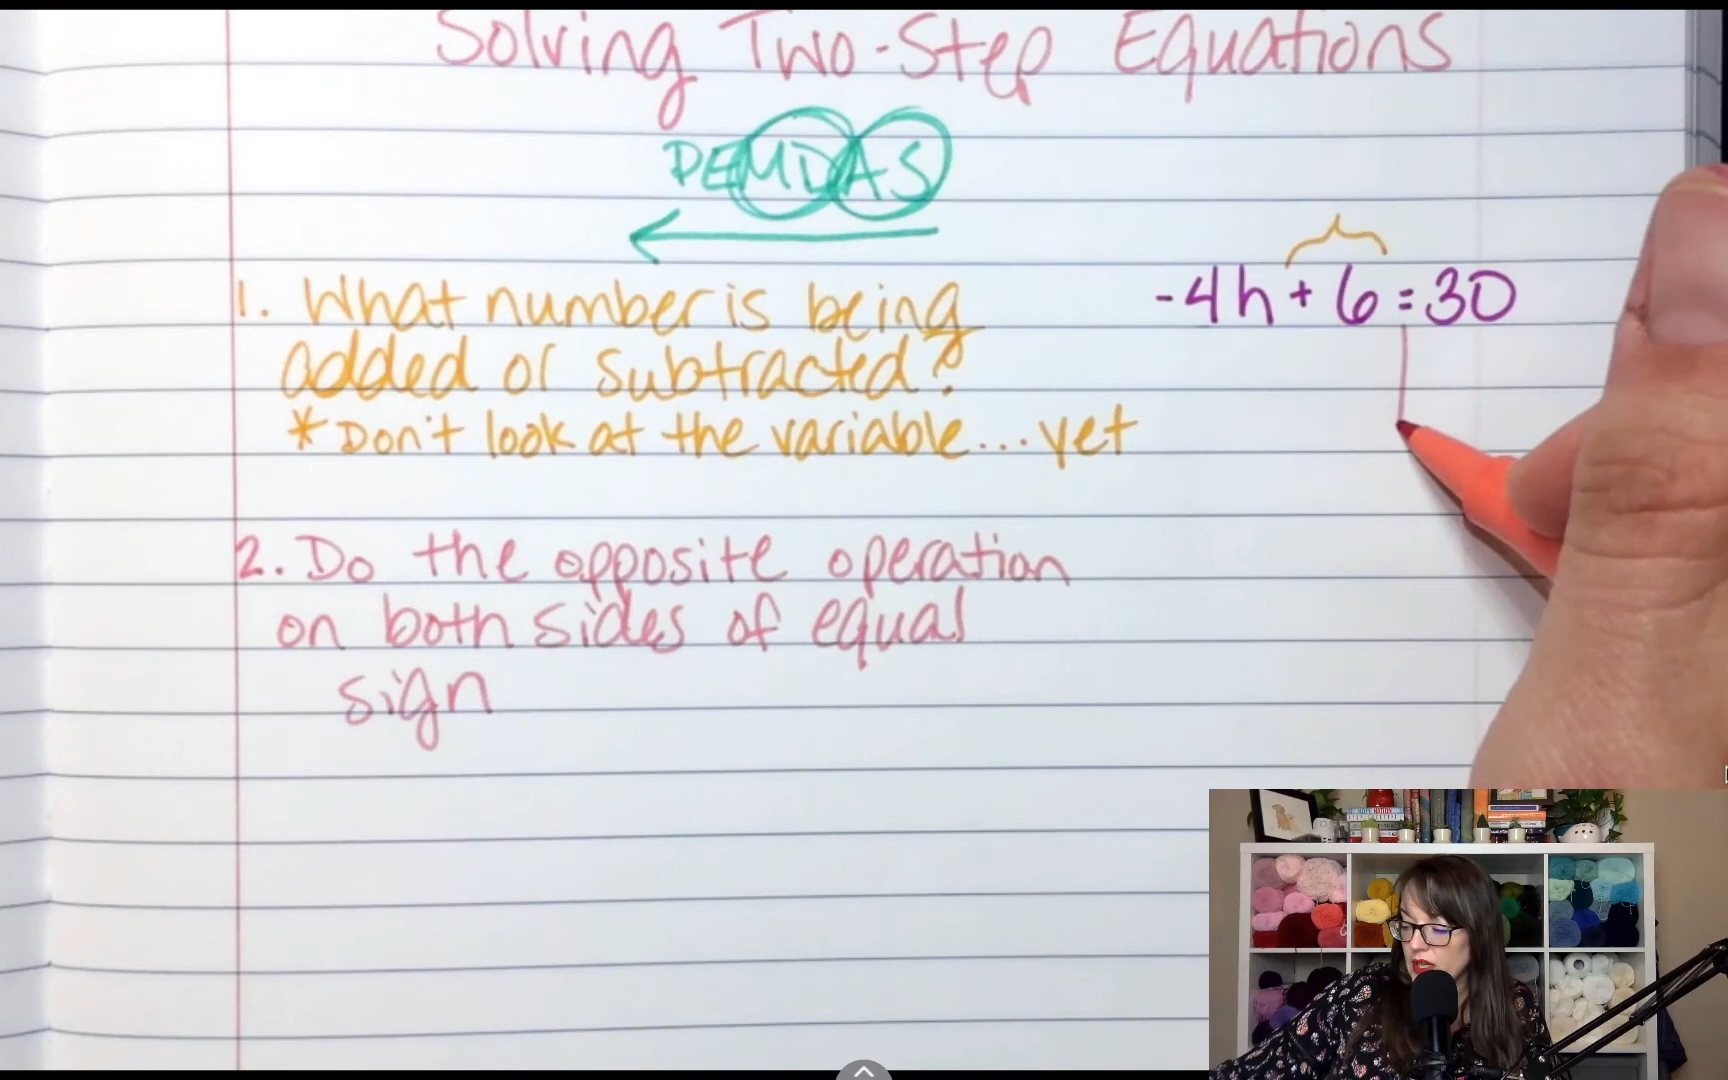 Solving Two-Step Equations
PEMDAS
1. What number is being
added or subtracted?
*Don't look at the variable...yet
-4h + 6 = 30
2. Do the opposite operation
on both sides of equal
sign